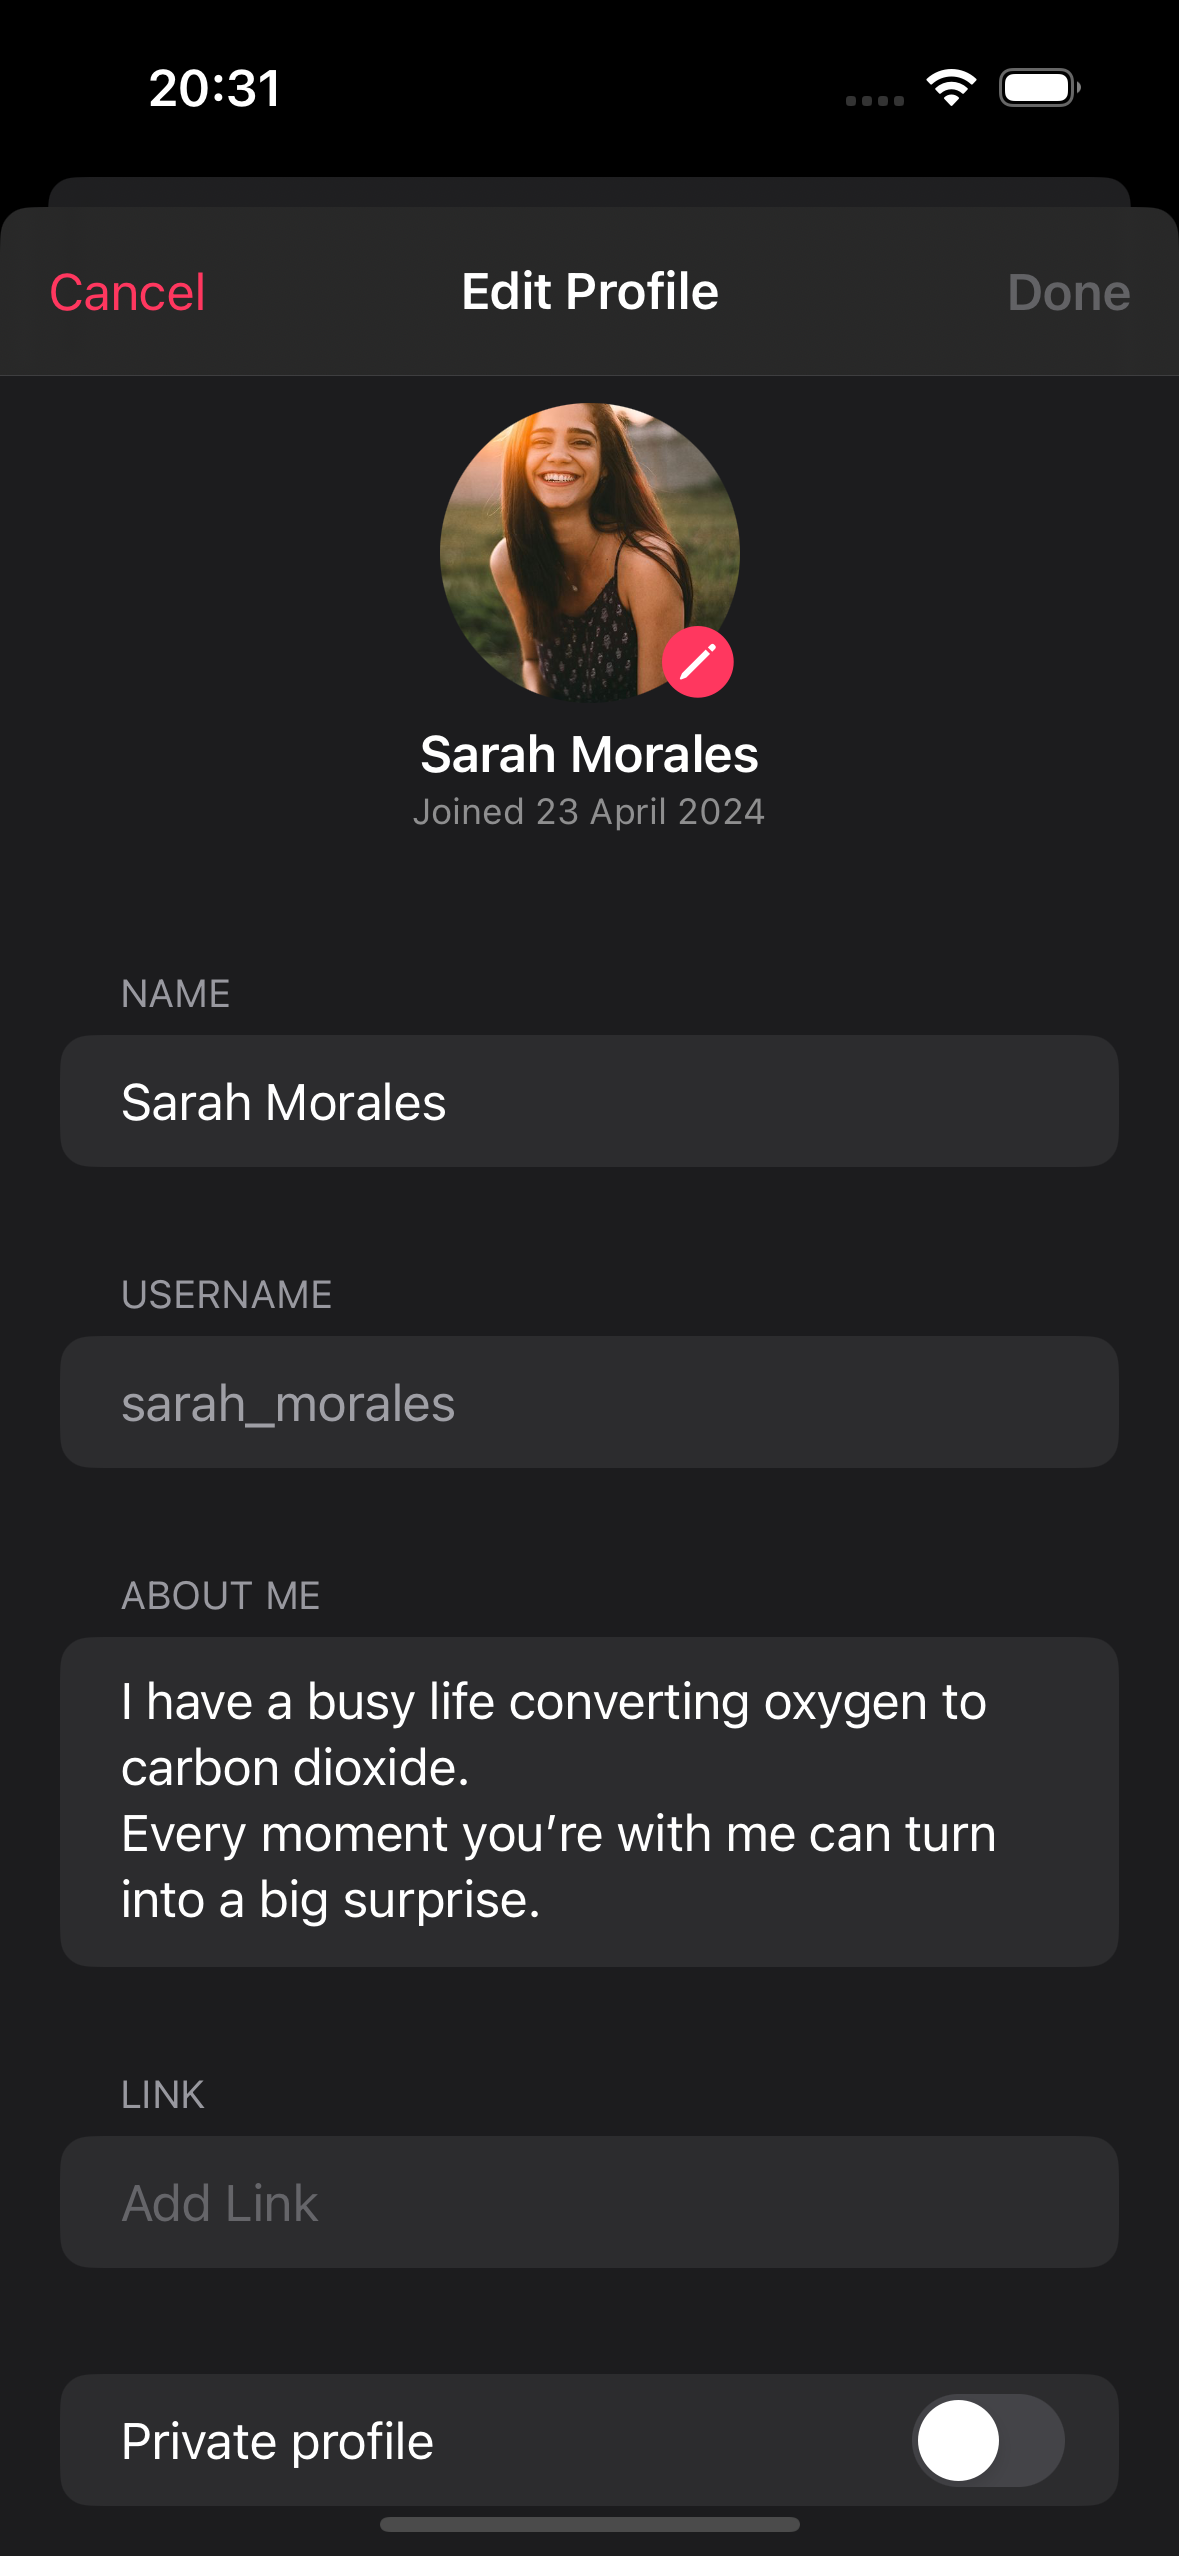 20:31
Cancel
Edit Profile
Done
Sarah Morales
Joined 23 April 2024
NAME
Sarah Morales
USERNAME
sarah_morales
ABOUT ME
I have a busy life converting oxygen to
carbon dioxide.
Every moment you’re with me can turn
into a big surprise.
LINK
Add Link
Private profile